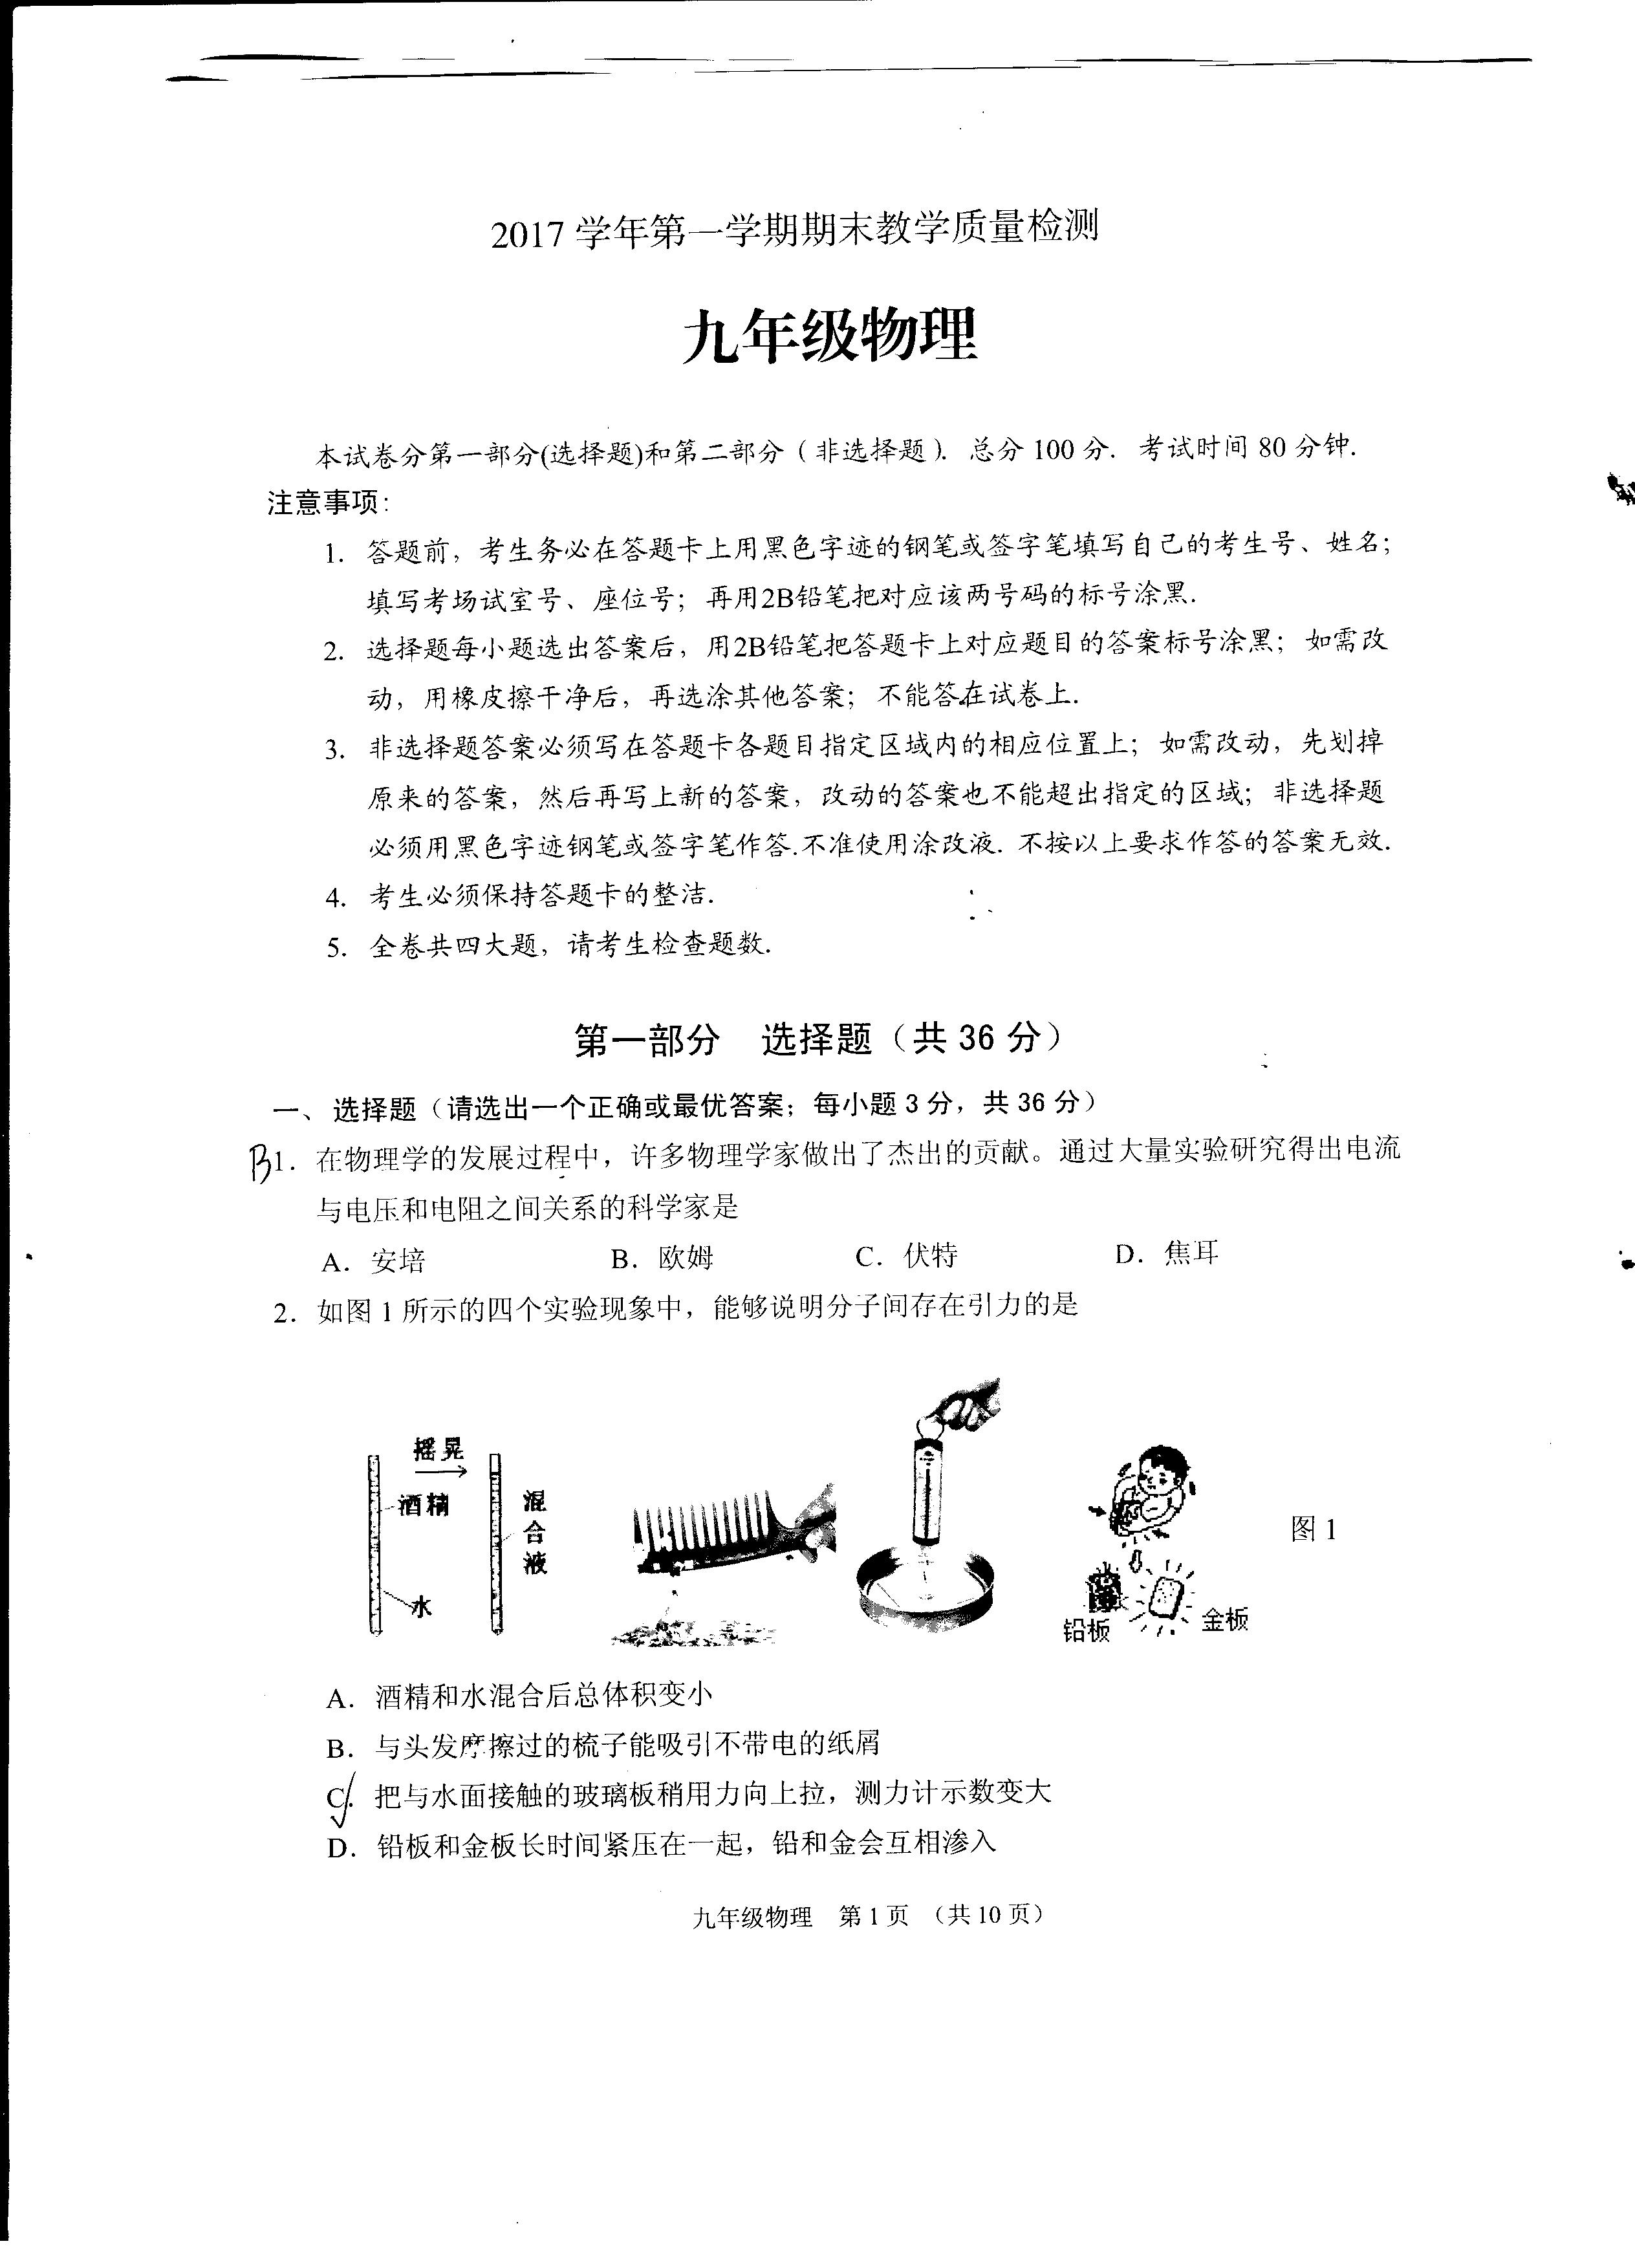 2017 学年第一学期期末教学质量检测
九年级物理
本试卷分第一部分(选择题)和第二部分（非选择题）. 总分 100 分. 考试时间 80 分钟.
注意事项：
1. 答题前，考生务必在答题卡上用黑色字迹的钢笔或签字笔填写自己的考生号、姓名；
填写考场试室号、座位号；再用2B铅笔把对应该两号码的标号涂黑.
2. 选择题每小题选出答案后，用2B铅笔把答题卡上对应题目的答案标号涂黑；如需改
动，用橡皮擦干净后，再选涂其他答案；不能答在试卷上.
3. 非选择题答案必须写在答题卡各题目指定区域内的相应位置上；如需改动，先划掉
原来的答案，然后再写上新的答案，改动的答案也不能超出指定的区域；非选择题
必须用黑色字迹钢笔或签字笔作答.不准使用涂改液. 不按以上要求作答的答案无效.
4. 考生必须保持答题卡的整洁.
5. 全卷共四大题，请考生检查题数.
第一部分 选择题（共 36 分）
一、选择题（请选出一个正确或最优答案；每小题 3 分，共 36 分）
B 1. 在物理学的发展过程中，许多物理学家做出了杰出的贡献。通过大量实验研究得出电流
与电压和电阻之间关系的科学家是
A. 安培 B. 欧姆 C. 伏特 D. 焦耳
2. 如图 1 所示的四个实验现象中，能够说明分子间存在引力的是
摇晃
酒精
水
混合液
铅板
金板
图 1
A. 酒精和水混合后总体积变小
B. 与头发摩擦过的梳子能吸引不带电的纸屑
C. 把与水面接触的玻璃板稍用力向上拉，测力计示数变大
D. 铅板和金板长时间紧压在一起，铅和金会互相渗入
九年级物理 第 1 页 （共 10 页）